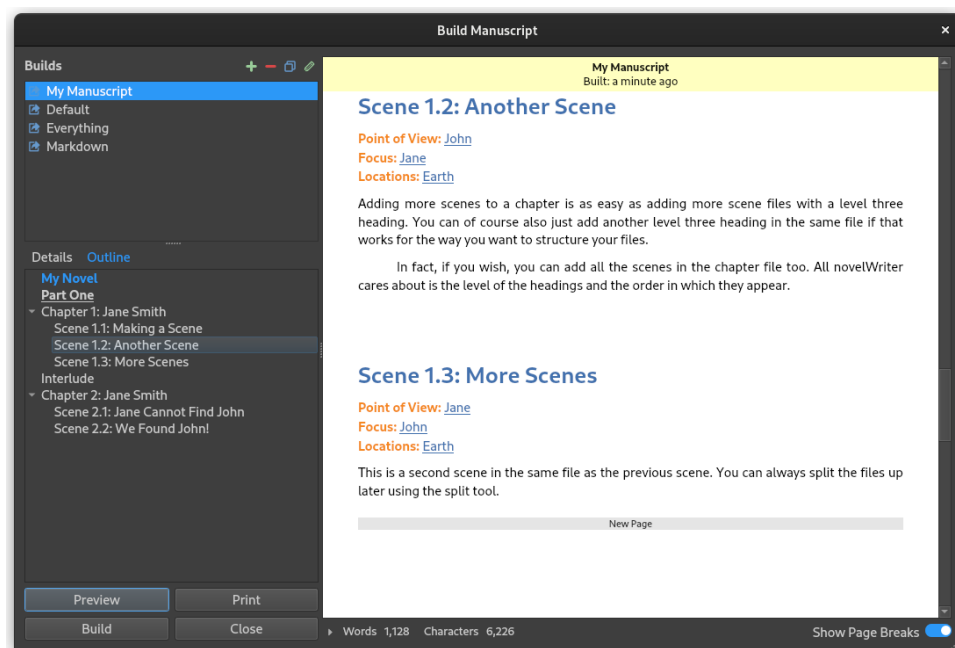 Build Manuscript
Builds
My Manuscript
Default
Everything
Markdown
Details Outline
My Novel
Part One
Chapter 1: Jane Smith
Scene 1.1: Making a Scene
Scene 1.2: Another Scene
Scene 1.3: More Scenes
Interlude
Chapter 2: Jane Smith
Scene 2.1: Jane Cannot Find John
Scene 2.2: We Found John!
Preview Print
Build Close
My Manuscript
Built: a minute ago
Scene 1.2: Another Scene
Point of View: John
Focus: Jane
Locations: Earth
Adding more scenes to a chapter is as easy as adding more scene files with a level three
heading. You can of course also just add another level three heading in the same file if that
works for the way you want to structure your files.
In fact, if you wish, you can add all the scenes in the chapter file too. All novelWriter
cares about is the level of the headings and the order in which they appear.
Scene 1.3: More Scenes
Point of View: Jane
Focus: John
Locations: Earth
This is a second scene in the same file as the previous scene. You can always split the files up
later using the split tool.
New Page
Words 1,128 Characters 6,226
Show Page Breaks